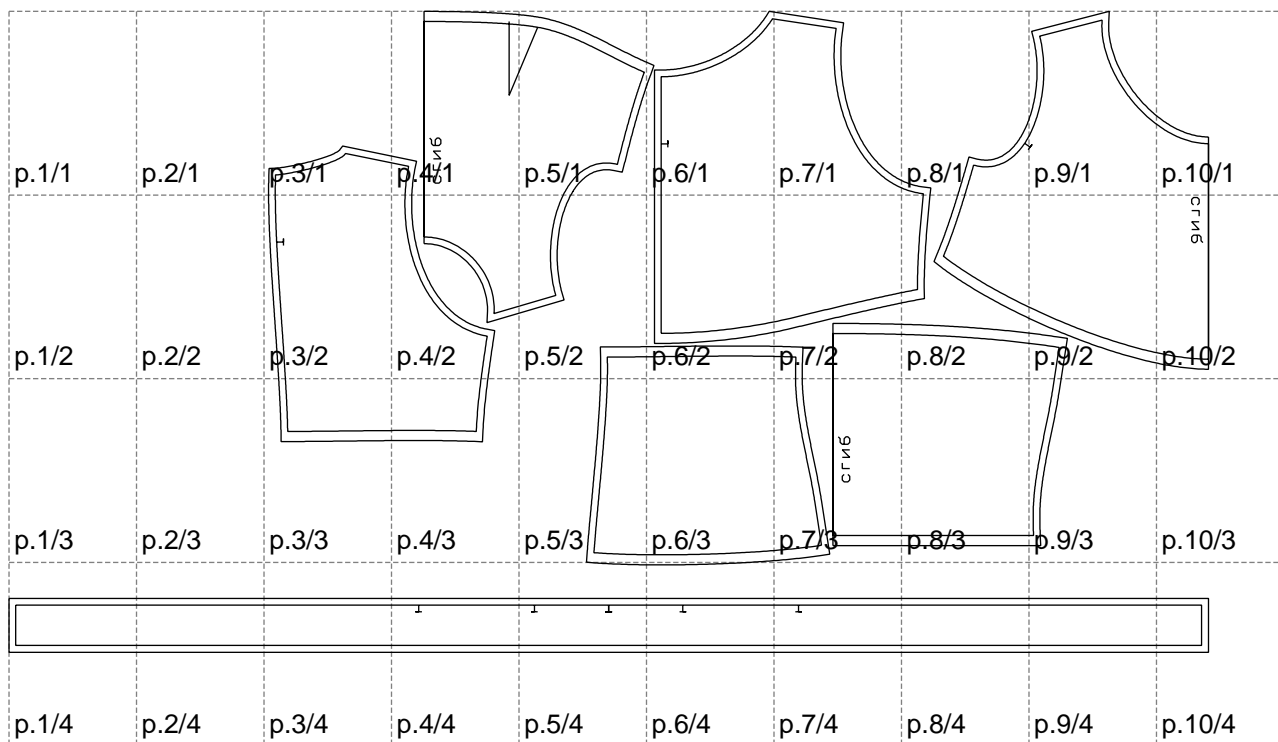 p.1/1 p.2/1 p.3/1 p.4/1 p.5/1 p.6/1 p.7/1 p.8/1 p.9/1 p.10/1
сгиб
сгиб
p.1/2 p.2/2 p.3/2 p.4/2 p.5/2 p.6/2 p.7/2 p.8/2 p.9/2 p.10/2
сгиб
p.1/3 p.2/3 p.3/3 p.4/3 p.5/3 p.6/3 p.7/3 p.8/3 p.9/3 p.10/3
p.1/4 p.2/4 p.3/4 p.4/4 p.5/4 p.6/4 p.7/4 p.8/4 p.9/4 p.10/4